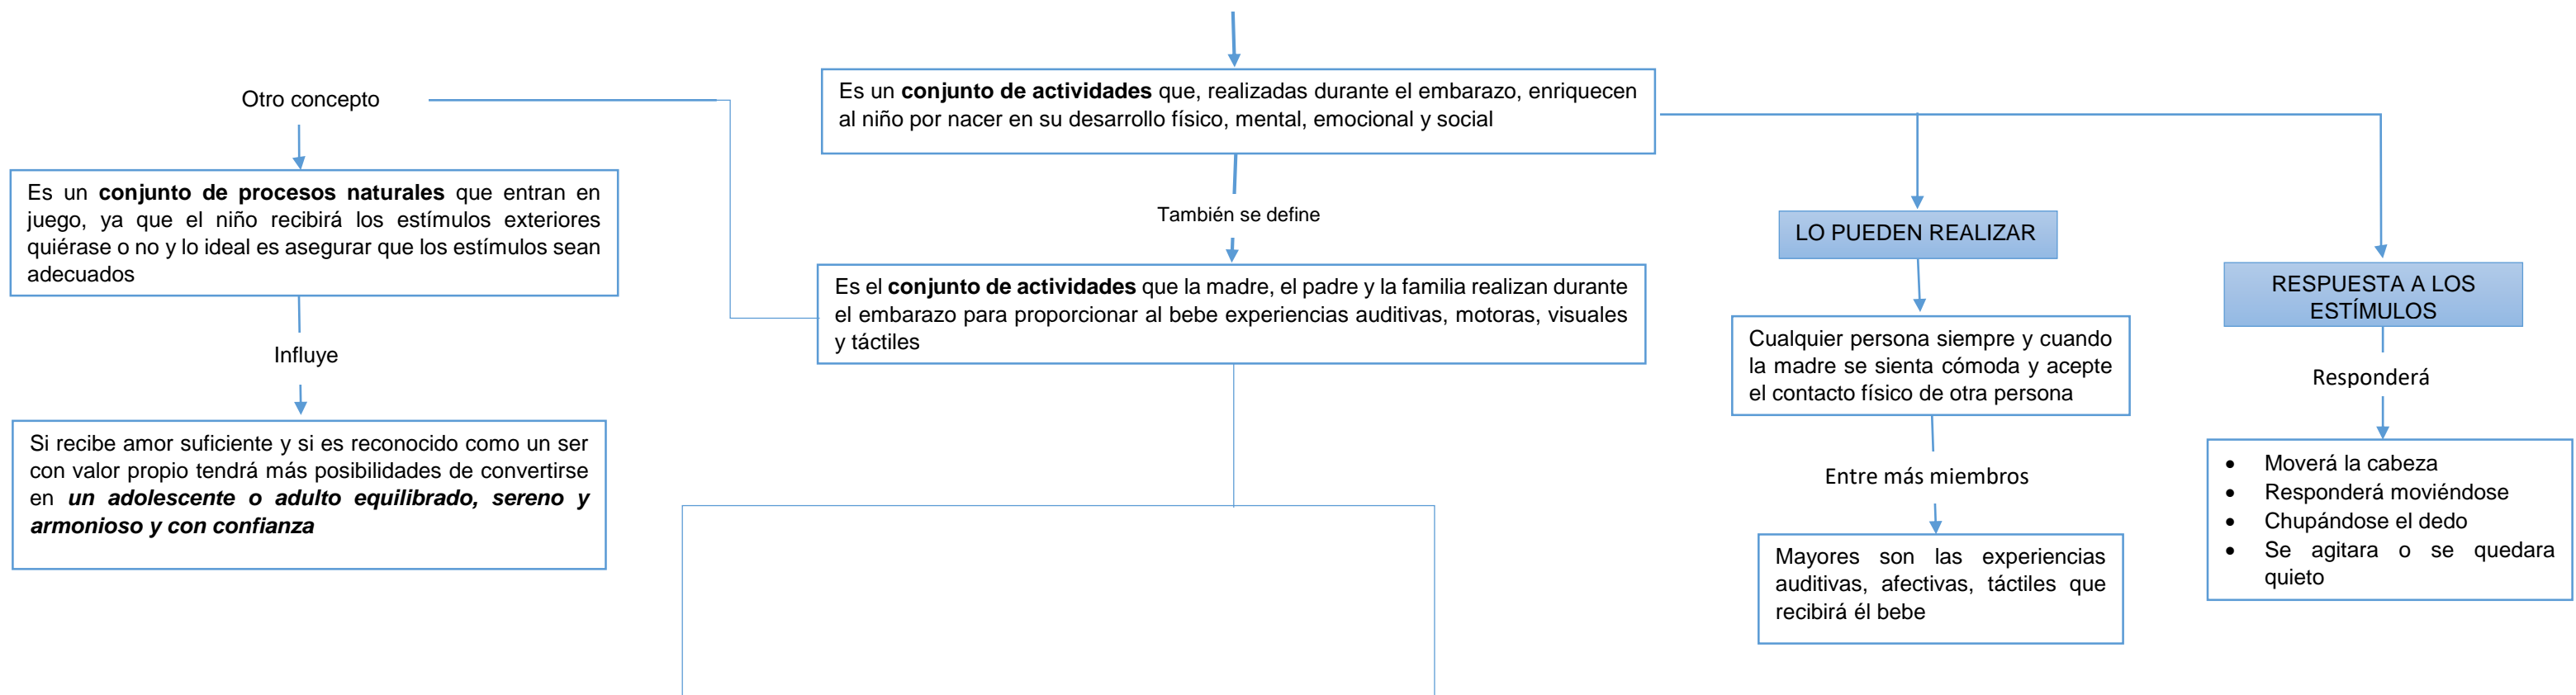 Otro concepto
Es un conjunto de procesos naturales que entran en
juego, ya que el niño recibirá los estímulos exteriores
quiérase o no y lo ideal es asegurar que los estímulos sean
adecuados
Influye
Si recibe amor suficiente y si es reconocido como un ser
con valor propio tendrá más posibilidades de convertirse
en un adolescente o adulto equilibrado, sereno y
armonioso y con confianza
Es un conjunto de actividades que, realizadas durante el embarazo, enriquecen
al niño por nacer en su desarrollo físico, mental, emocional y social
También se define
Es el conjunto de actividades que la madre, el padre y la familia realizan durante
el embarazo para proporcionar al bebe experiencias auditivas, motoras, visuales
y táctiles
LO PUEDEN REALIZAR
Cualquier persona siempre y cuando
la madre se sienta cómoda y acepte
el contacto físico de otra persona
Entre más miembros
Mayores son las experiencias
auditivas, afectivas, táctiles que
recibirá él bebe
RESPUESTA A LOS
ESTÍMULOS
Responderá
• Moverá la cabeza
• Responderá moviéndose
• Chupándose el dedo
• Se agitara o se quedara
quieto